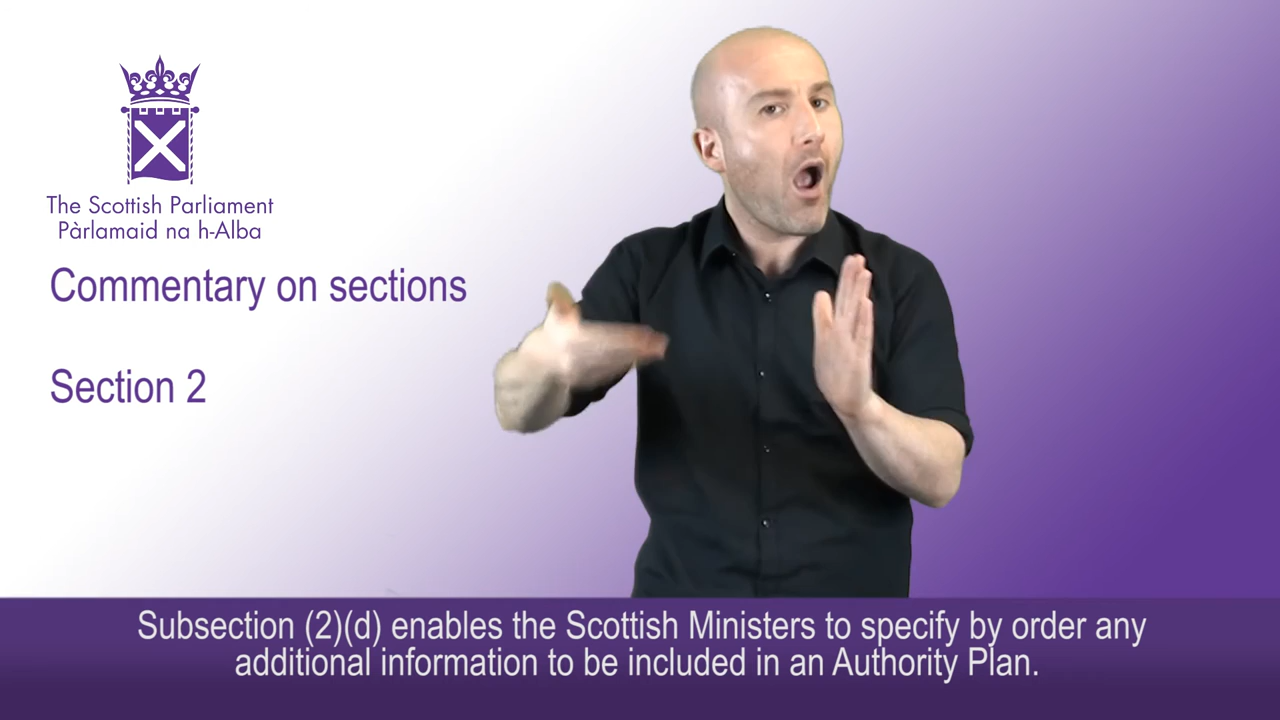 The Scottish Parliament
Pàrlamaid na h-Alba
Commentary on sections
Section 2
Subsection (2)(d) enables the Scottish Ministers to specify by order any
additional information to be included in an Authority Plan.